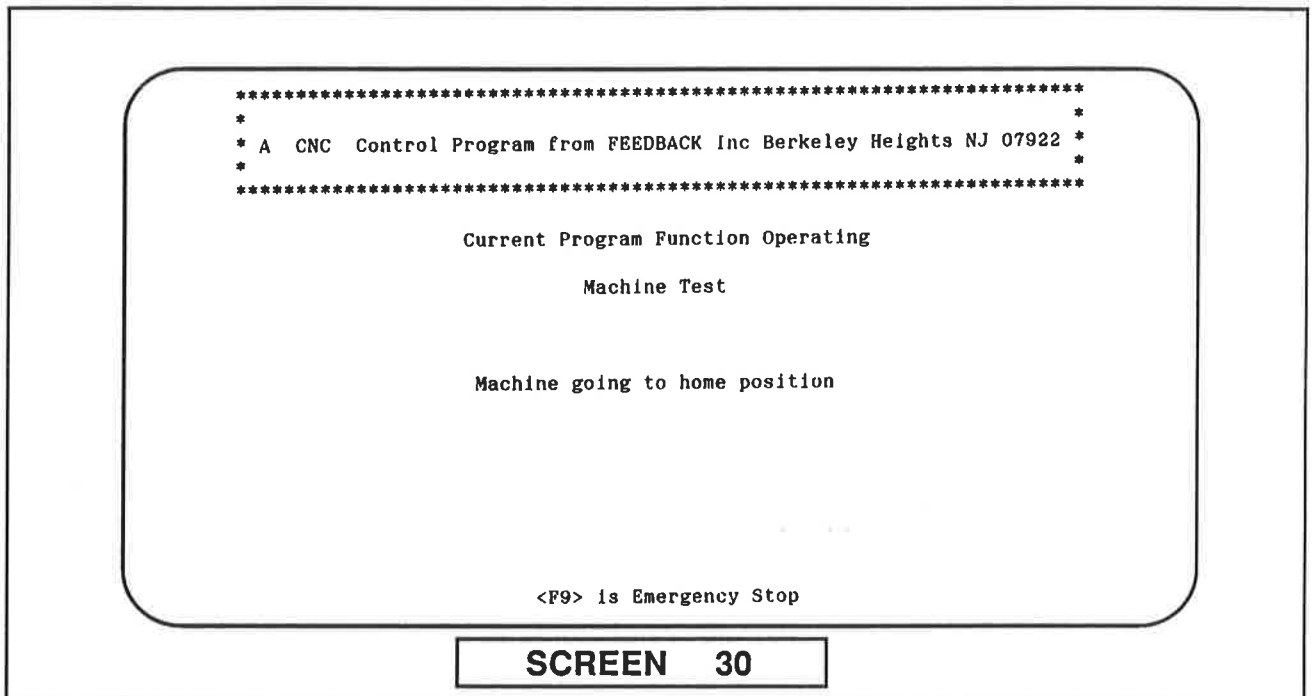 ***********************************************************************
* *
* A CNC Control Program from FEEDBACK Inc Berkeley Heights NJ 07922 *
* *
***********************************************************************
Current Program Function Operating
Machine Test
Machine going to home position
<F9> is Emergency Stop
SCREEN 30